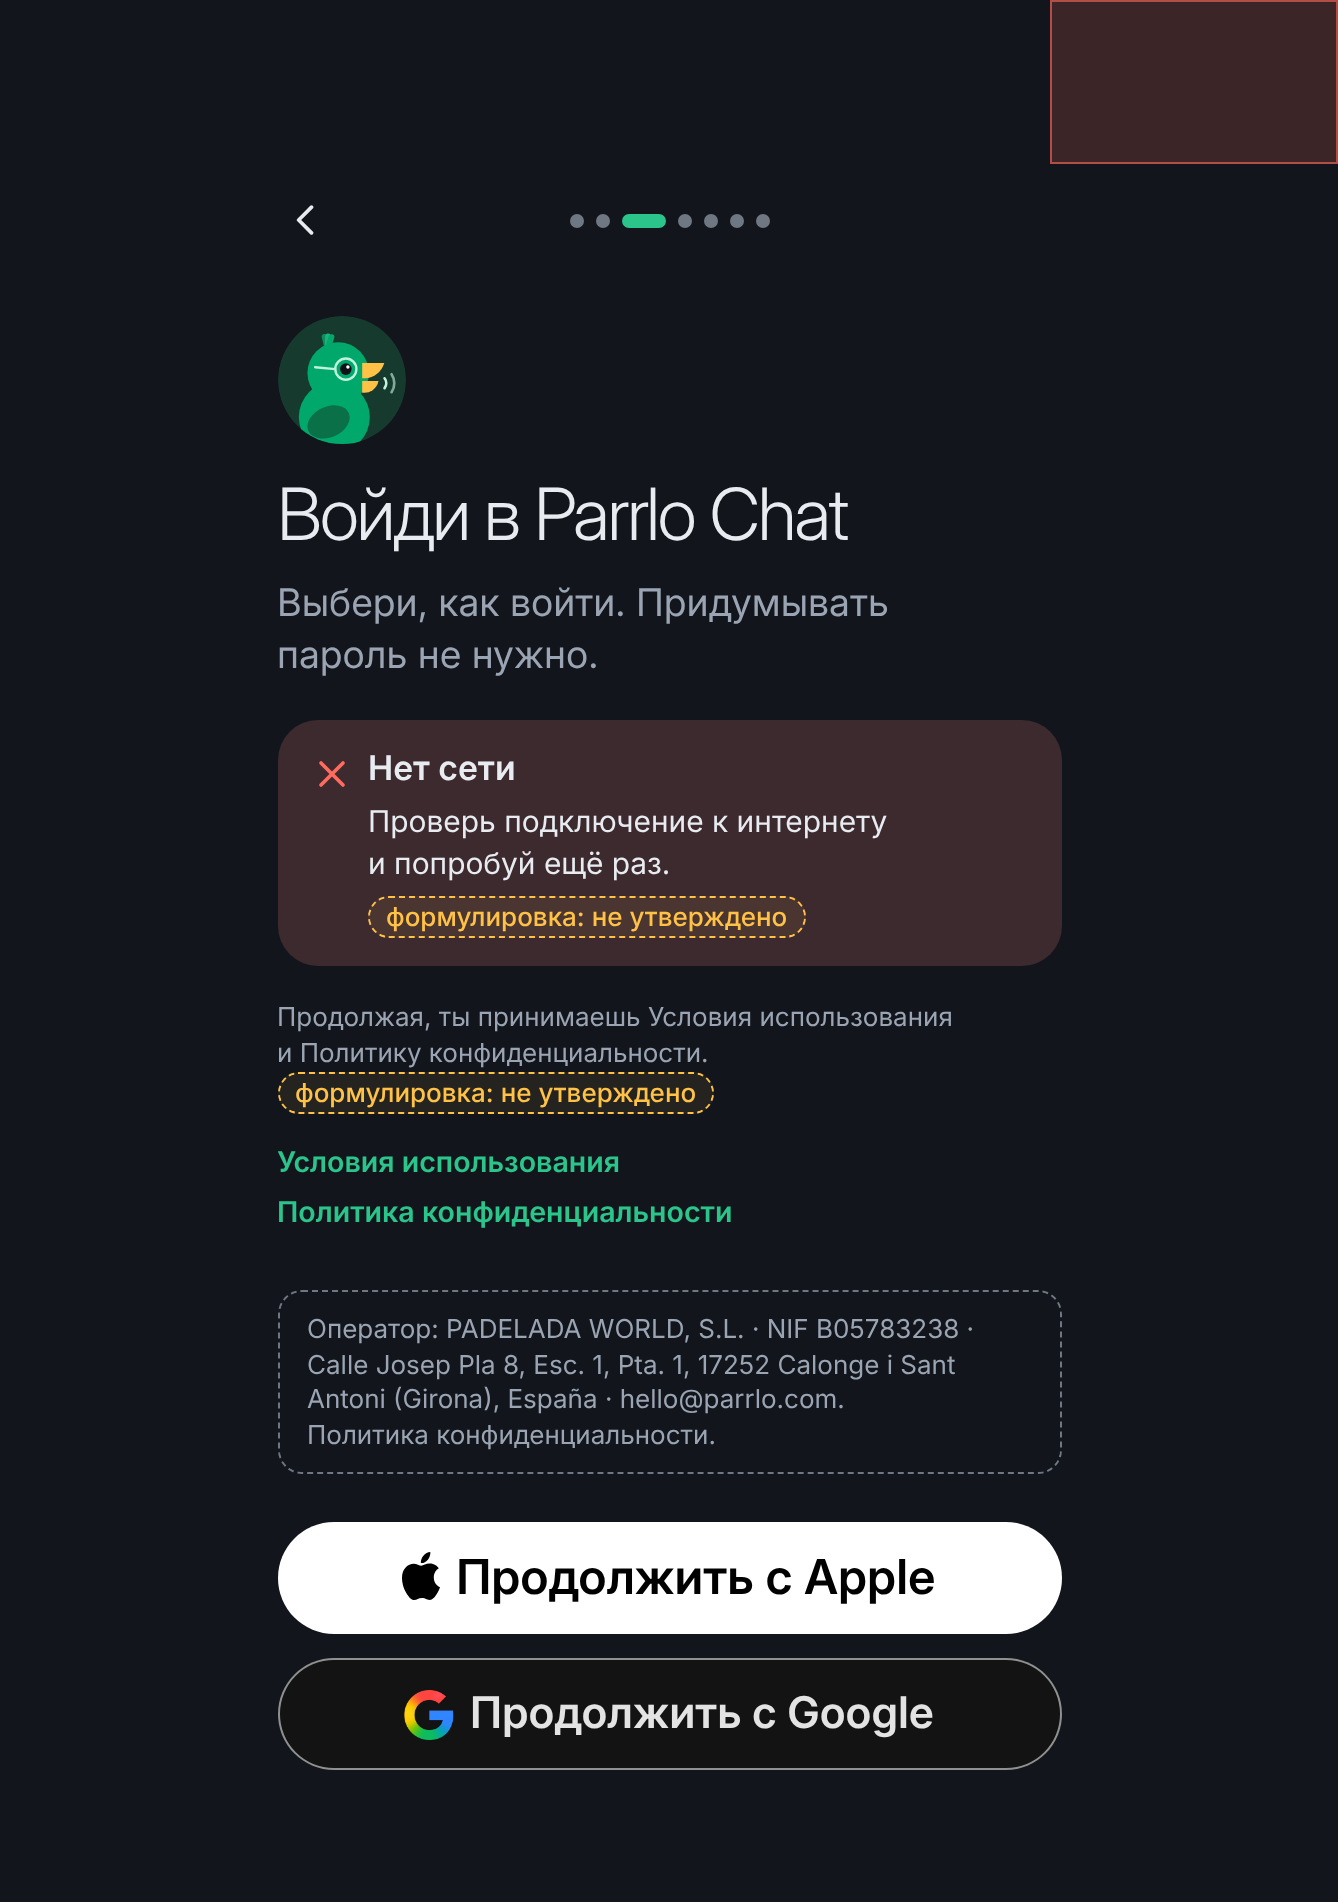 Войди в Parrlo Chat
Выбери, как войти. Придумывать
пароль не нужно.
Нет сети
Проверь подключение к интернету
и попробуй ещё раз.
формулировка: не утверждено
Продолжая, ты принимаешь Условия использования
и Политику конфиденциальности.
формулировка: не утверждено
Условия использования
Политика конфиденциальности
Оператор: PADELADA WORLD, S.L. · NIF B05783238 ·
Calle Josep Pla 8, Esc. 1, Pta. 1, 17252 Calonge i Sant
Antoni (Girona), España · hello@parrlo.com.
Политика конфиденциальности.
Продолжить с Apple
Продолжить с Google